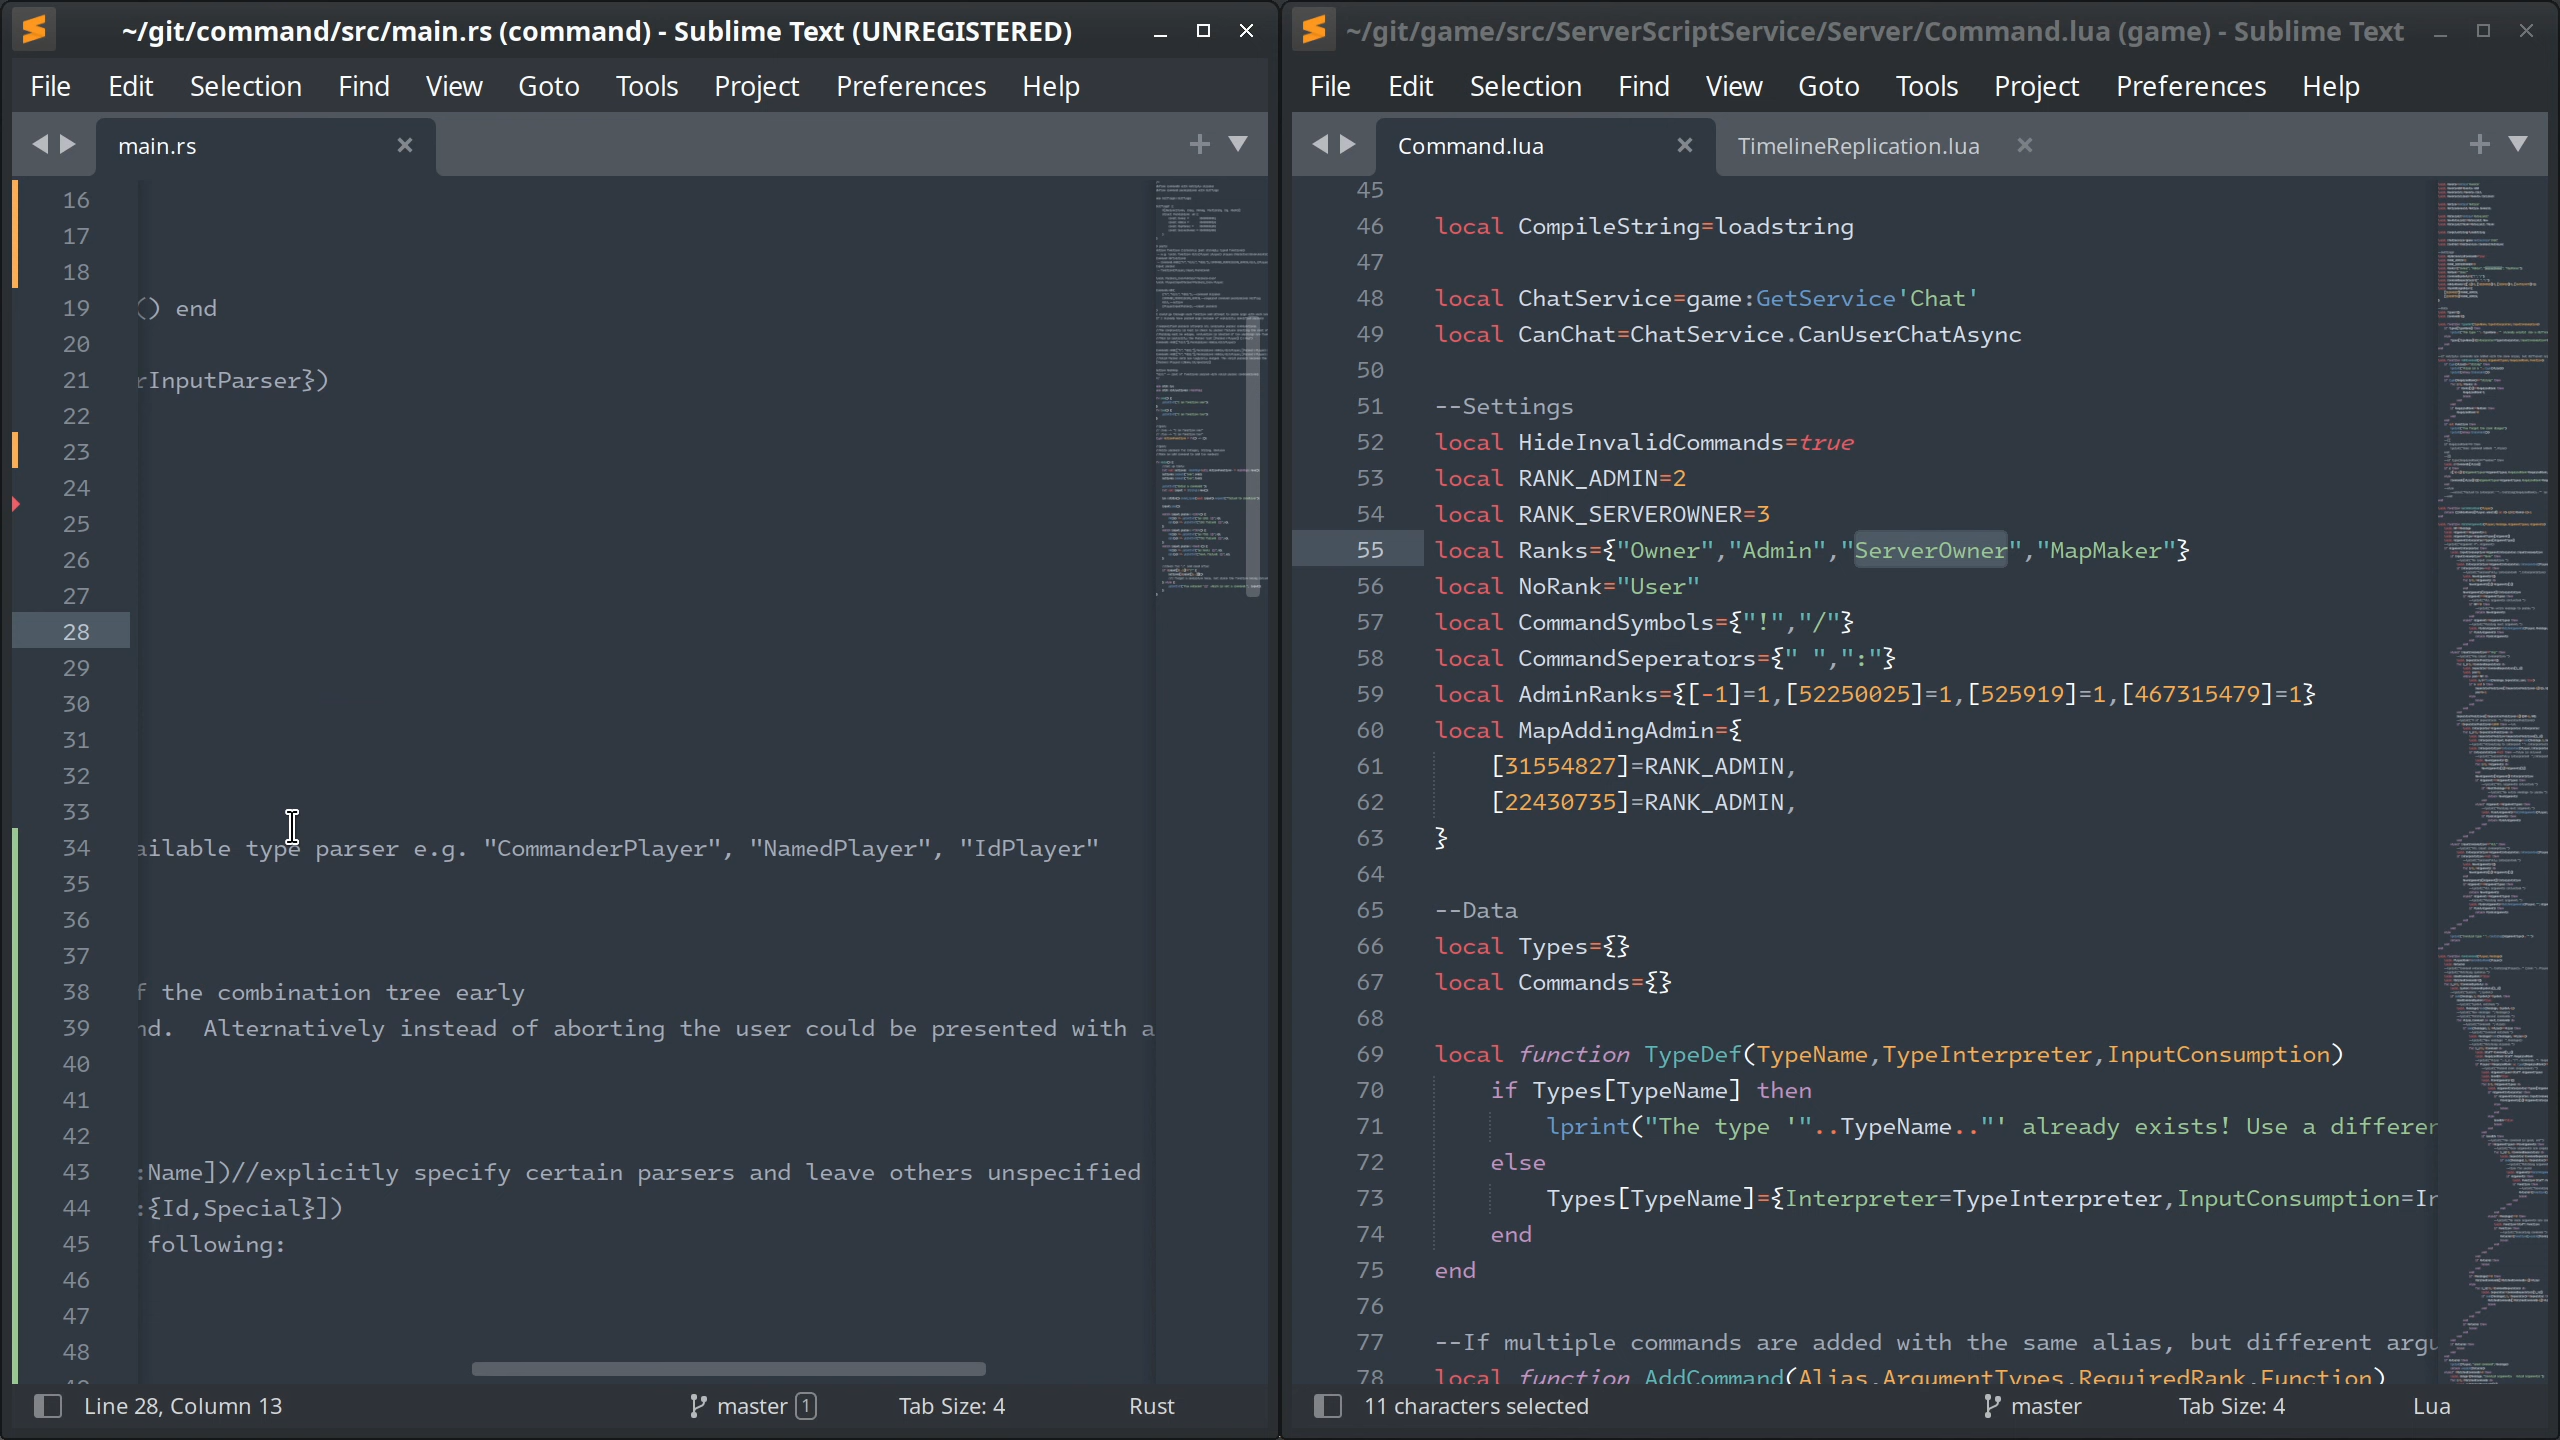 ~/git/command/src/main.rs (command) - Sublime Text (UNREGISTERED)
File Edit Selection Find View Goto Tools Project Preferences Help
main.rs
16
17
18
19 () end
20
21 rInputParser})
22
23
24
25
26
27
28
29
30
31
32
33
34 ailable type parser e.g. "CommanderPlayer", "NamedPlayer", "IdPlayer"
35
36
37
38 f the combination tree early
39 nd.  Alternatively instead of aborting the user could be presented with a
40
41
42
43 :Name])//explicitly specify certain parsers and leave others unspecified
44 :{Id,Special}])
45 following:
46
47
48
Line 28, Column 13 master 1 Tab Size: 4 Rust
~/git/game/src/ServerScriptService/Server/Command.lua (game) - Sublime Text
File Edit Selection Find View Goto Tools Project Preferences Help
Command.lua TimelineReplication.lua
45
46 local CompileString=loadstring
47
48 local ChatService=game:GetService'Chat'
49 local CanChat=ChatService.CanUserChatAsync
50
51 --Settings
52 local HideInvalidCommands=true
53 local RANK_ADMIN=2
54 local RANK_SERVEROWNER=3
55 local Ranks={"Owner","Admin","ServerOwner","MapMaker"}
56 local NoRank="User"
57 local CommandSymbols={"!","/"}
58 local CommandSeperators={" ",":"}
59 local AdminRanks={[-1]=1,[52250025]=1,[525919]=1,[467315479]=1}
60 local MapAddingAdmin={
61 [31554827]=RANK_ADMIN,
62 [22430735]=RANK_ADMIN,
63 }
64
65 --Data
66 local Types={}
67 local Commands={}
68
69 local function TypeDef(TypeName,TypeInterpreter,InputConsumption)
70 if Types[TypeName] then
71 lprint("The type '"..TypeName.."' already exists! Use a differen
72 else
73 Types[TypeName]={Interpreter=TypeInterpreter,InputConsumption=In
74 end
75 end
76
77 --If multiple commands are added with the same alias, but different argu
78 local function AddCommand(Alias,ArgumentTypes,RequiredRank,Function)
11 characters selected master Tab Size: 4 Lua